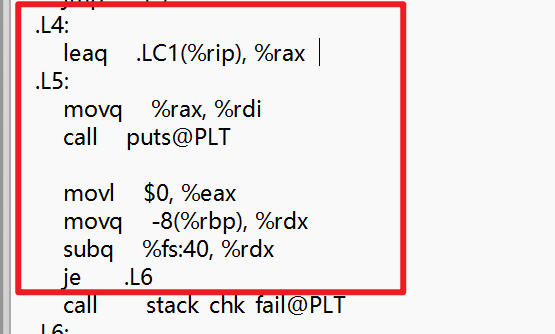 .L4:
leaq .LC1(%rip), %rax
.L5:
movq %rax, %rdi
call puts@PLT
movl $0, %eax
movq -8(%rbp), %rdx
subq %fs:40, %rdx
je .L6
call stack chk fail@PLT
.L6: